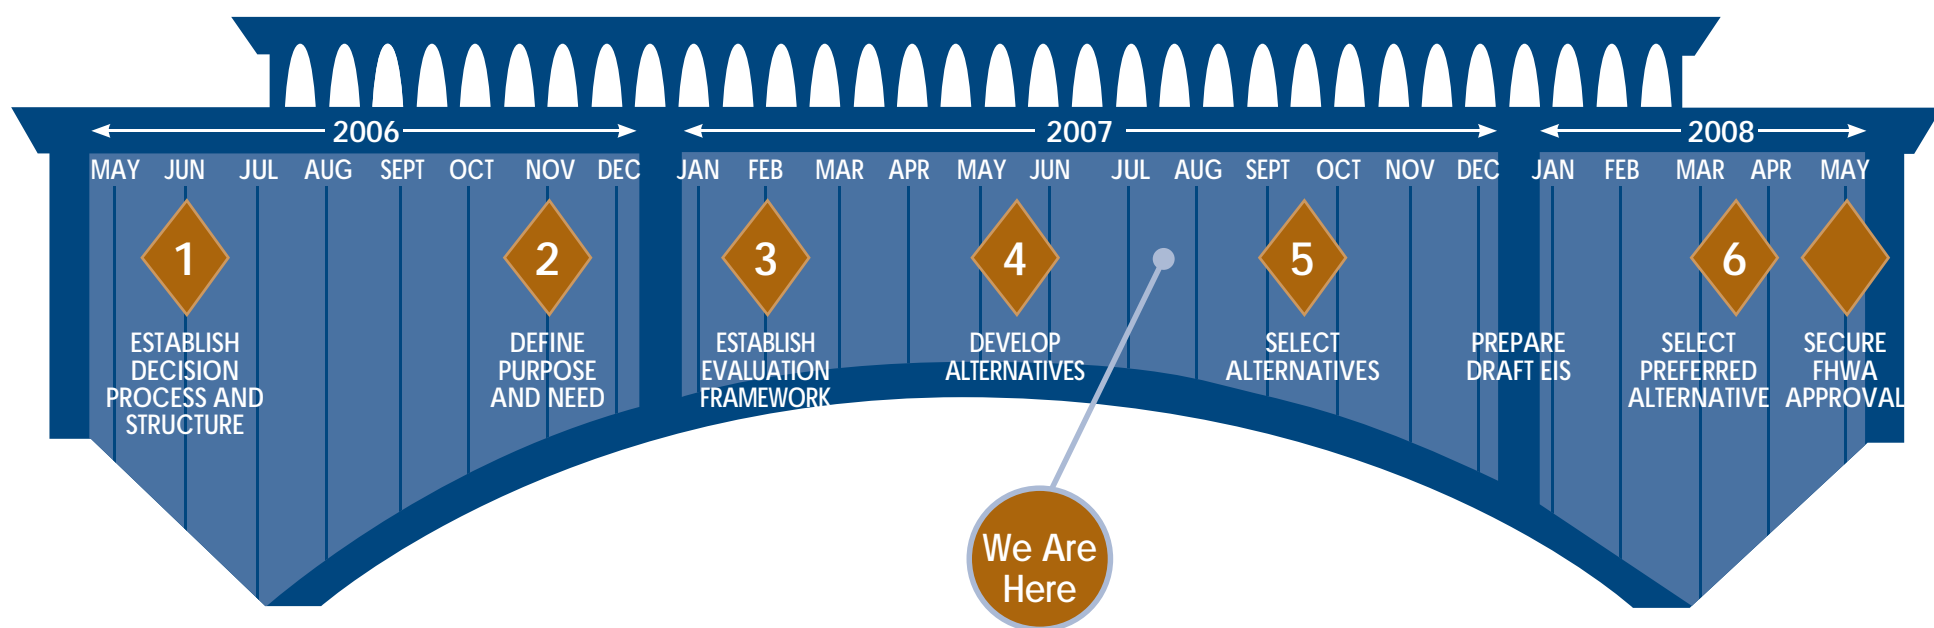 2006 2007 2008
MAY JUN JUL AUG SEPT OCT NOV DEC JAN FEB MAR APR MAY JUN JUL AUG SEPT OCT NOV DEC JAN FEB MAR APR MAY
1
ESTABLISH
DECISION
PROCESS AND
STRUCTURE
2
DEFINE
PURPOSE
AND NEED
3
ESTABLISH
EVALUATION
FRAMEWORK
4
DEVELOP
ALTERNATIVES
5
SELECT
ALTERNATIVES
PREPARE
DRAFT EIS
6
SELECT
PREFERRED
ALTERNATIVE
SECURE
FHWA
APPROVAL
We Are
Here